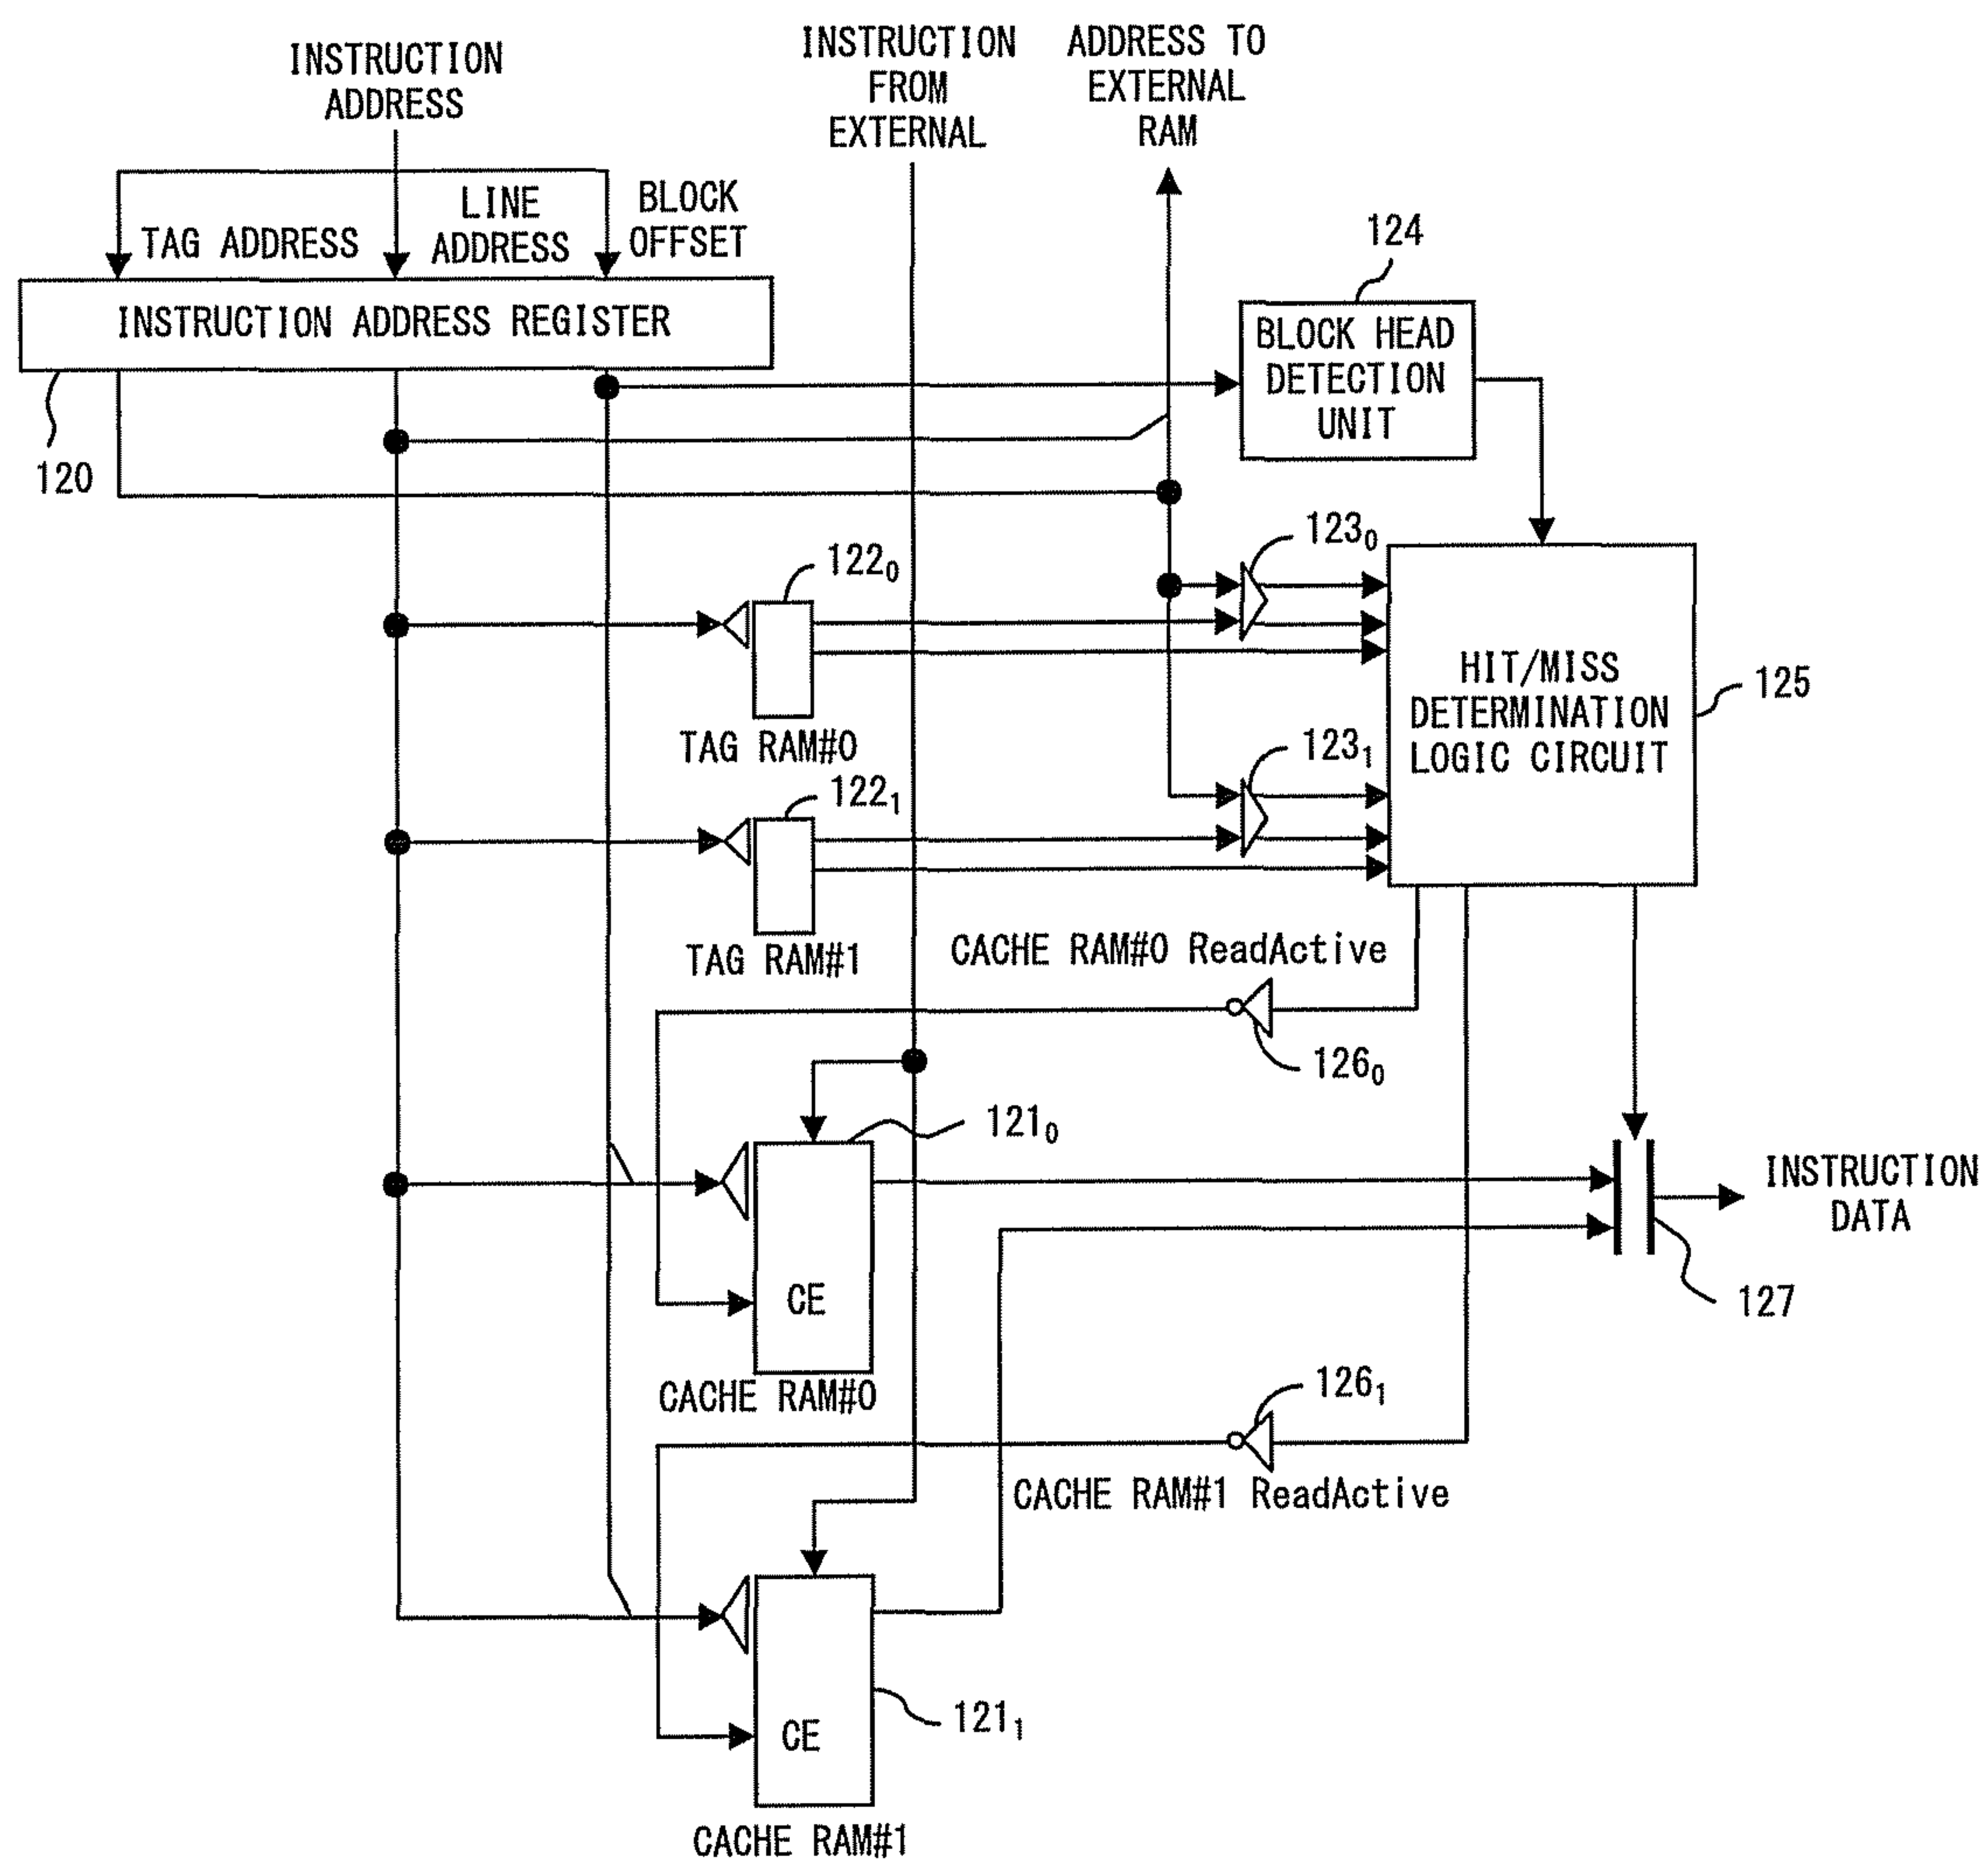 INSTRUCTION
ADDRESS
INSTRUCTION
FROM
EXTERNAL
ADDRESS TO
EXTERNAL
RAM
TAG ADDRESS
LINE
ADDRESS
BLOCK
OFFSET
INSTRUCTION ADDRESS REGISTER
120
124
BLOCK HEAD
DETECTION
UNIT
122₀
TAG RAM#0
123₀
122₁
TAG RAM#1
123₁
HIT/MISS
DETERMINATION
LOGIC CIRCUIT
125
CACHE RAM#0 ReadActive
126₀
121₀
CE
CACHE RAM#0
INSTRUCTION
DATA
127
126₁
CACHE RAM#1 ReadActive
CE
121₁
CACHE RAM#1